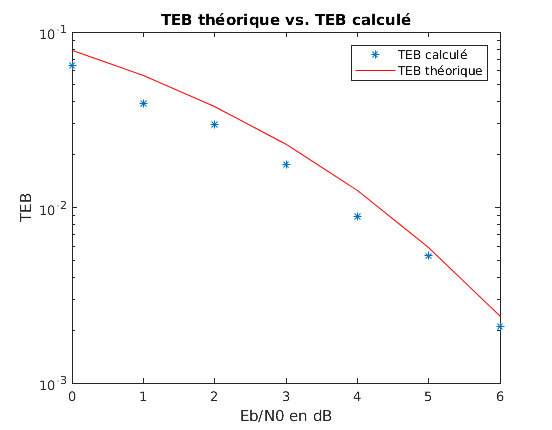 TEB théorique vs. TEB calculé
TEB calculé
TEB théorique
10-1
10-2
10-3
TEB
0 1 2 3 4 5 6
Eb/N0 en dB